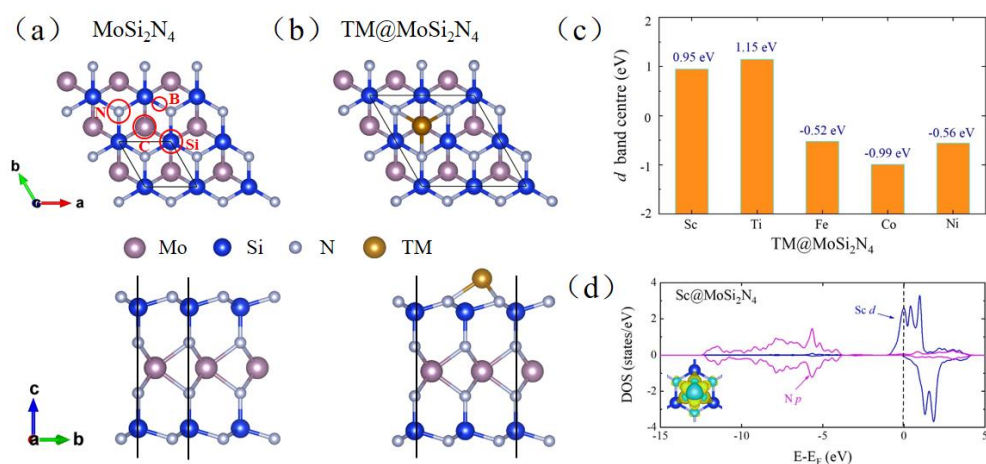 (a) MoSi₂N₄
N
B
C
Si
b
c
a
(b) TM@MoSi₂N₄
Mo
Si
N
TM
c
a
b
(c)
d band centre (eV)
2
1
0
-1
-2
0.95 eV
1.15 eV
-0.52 eV
-0.99 eV
-0.56 eV
Sc
Ti
Fe
Co
Ni
TM@MoSi₂N₄
(d)
Sc@MoSi₂N₄
Sc d
N p
DOS (states/eV)
4
2
0
-2
-4
-15
-10
-5
0
5
E-E_F (eV)